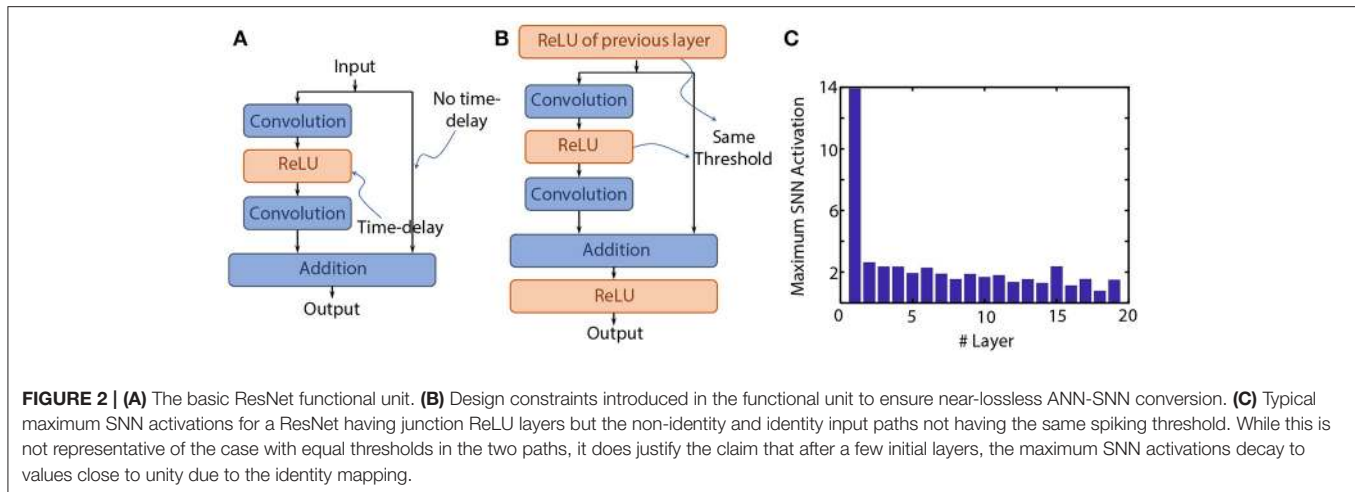 A
Input
Convolution
ReLU
Convolution
Time-delay
No time-
delay
Addition
Output
B
ReLU of previous layer
Convolution
ReLU
Convolution
Same
Threshold
Addition
ReLU
Output
C
Maximum SNN Activation
14
10
6
2
0
5
10
15
20
# Layer
FIGURE 2 | (A) The basic ResNet functional unit. (B) Design constraints introduced in the functional unit to ensure near-lossless ANN-SNN conversion. (C) Typical
maximum SNN activations for a ResNet having junction ReLU layers but the non-identity and identity input paths not having the same spiking threshold. While this is
not representative of the case with equal thresholds in the two paths, it does justify the claim that after a few initial layers, the maximum SNN activations decay to
values close to unity due to the identity mapping.